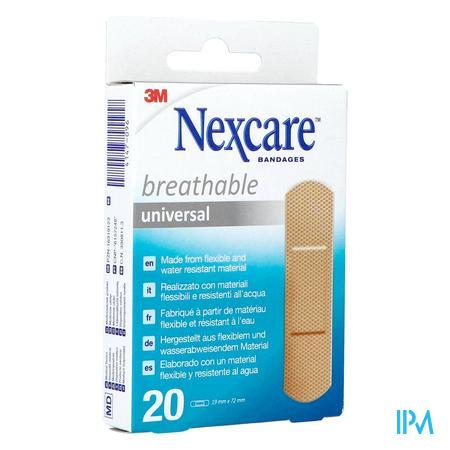 3M
Nexcare™
BANDAGES
breathable
universal
en Made from flexible and
water resistant material
it Realizzato con materiali
flessibili e resistenti all'acqua
fr Fabriqué à partir de matériau
flexible et résistant à l'eau
de Hergestellt aus flexiblem und
wasserabweisendem Material
es Elaborado con un material
flexible y resistente al agua
20 19 mm x 72 mm
MD
IPM